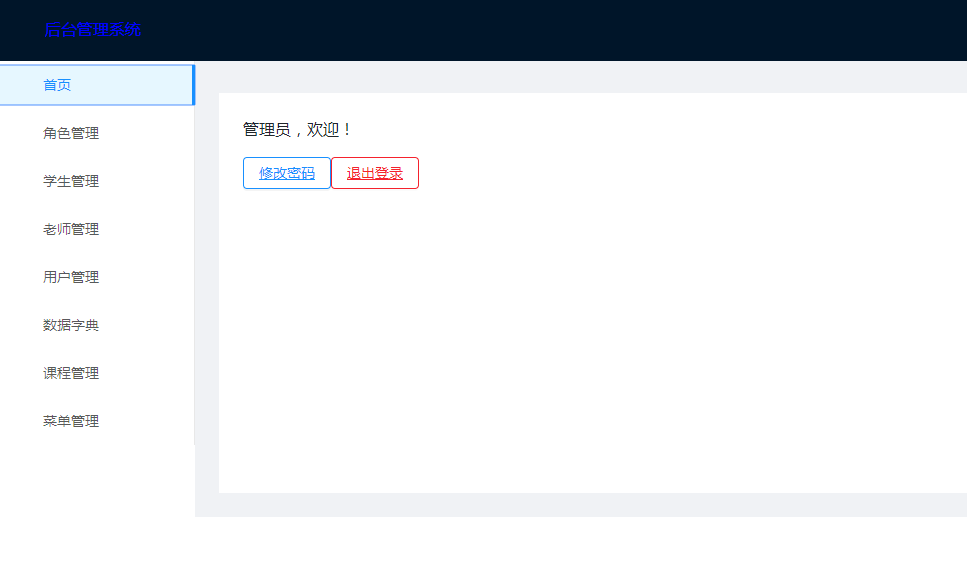 后台管理系统
首页
角色管理
学生管理
老师管理
用户管理
数据字典
课程管理
菜单管理
管理员，欢迎！
修改密码 退出登录